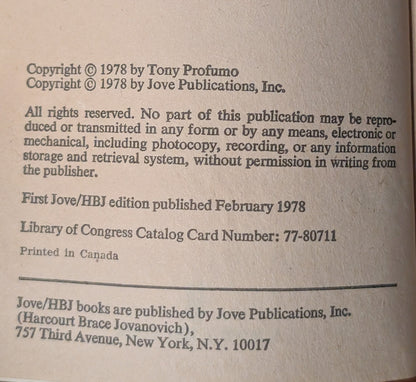 Copyright © 1978 by Tony Profumo
Copyright © 1978 by Jove Publications, Inc.
All rights reserved. No part of this publication may be repro-
duced or transmitted in any form or by any means, electronic or
mechanical, including photocopy, recording, or any information
storage and retrieval system, without permission in writing from
the publisher.
First Jove/HBJ edition published February 1978
Library of Congress Catalog Card Number: 77-80711
Printed in Canada
Jove/HBJ books are published by Jove Publications, Inc.
(Harcourt Brace Jovanovich),
757 Third Avenue, New York, N.Y. 10017